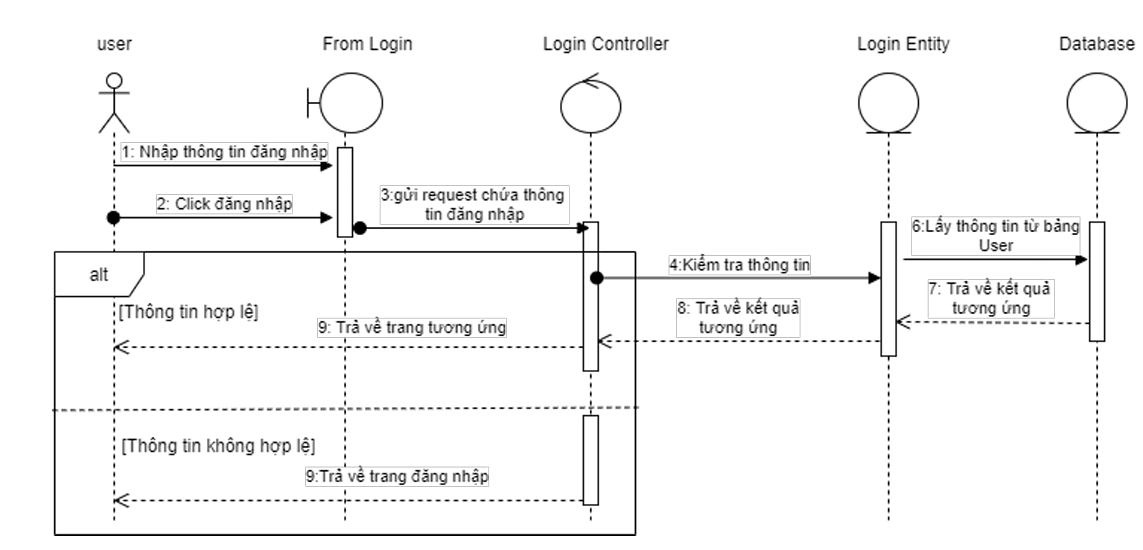 user
From Login
Login Controller
Login Entity
Database
1: Nhập thông tin đăng nhập
2: Click đăng nhập
3:gửi request chứa thông
tin đăng nhập
6:Lấy thông tin từ bảng
User
4:Kiểm tra thông tin
alt
7: Trả về kết quả
tương ứng
8: Trả về kết quả
tương ứng
[Thông tin hợp lệ]
9: Trả về trang tương ứng
[Thông tin không hợp lệ]
9:Trả về trang đăng nhập